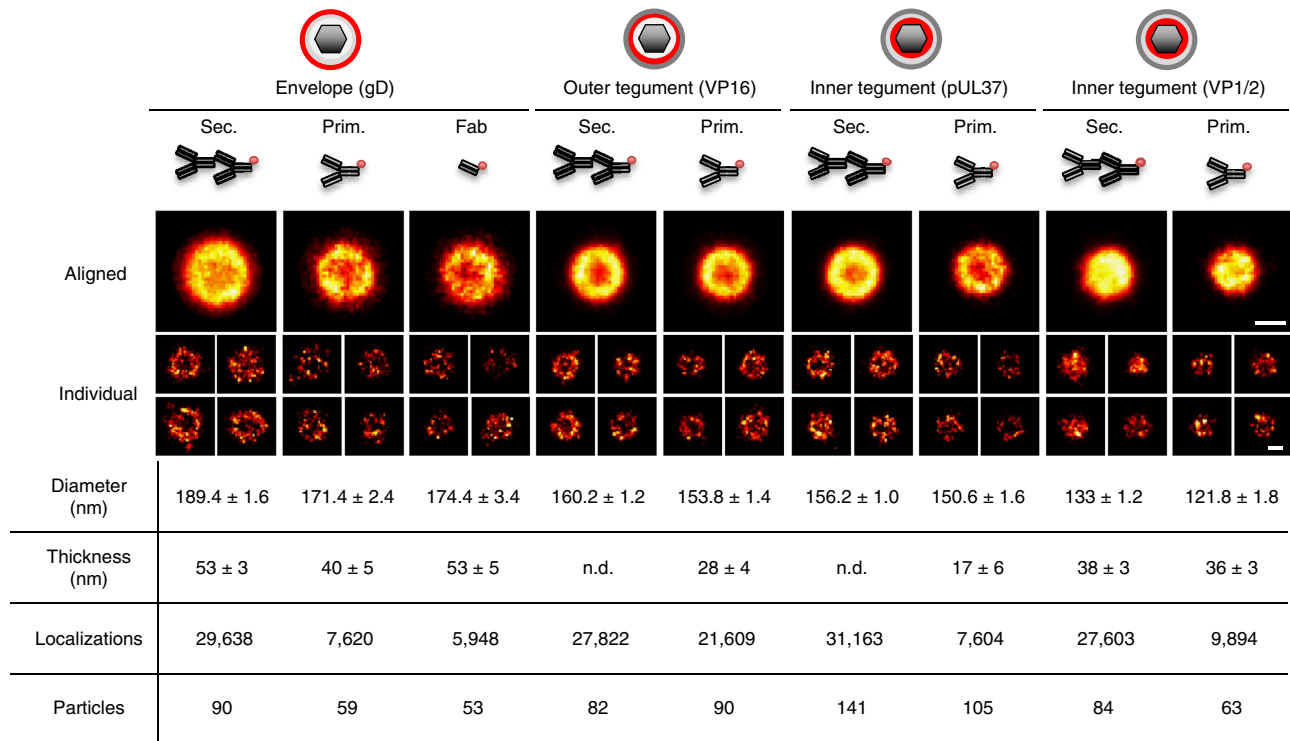 Envelope (gD) Outer tegument (VP16) Inner tegument (pUL37) Inner tegument (VP1/2)
Sec. Prim. Fab Sec. Prim. Sec. Prim. Sec. Prim.
Aligned
Individual
Diameter
(nm) 189.4 ± 1.6 171.4 ± 2.4 174.4 ± 3.4 160.2 ± 1.2 153.8 ± 1.4 156.2 ± 1.0 150.6 ± 1.6 133 ± 1.2 121.8 ± 1.8
Thickness
(nm) 53 ± 3 40 ± 5 53 ± 5 n.d. 28 ± 4 n.d. 17 ± 6 38 ± 3 36 ± 3
Localizations 29,638 7,620 5,948 27,822 21,609 31,163 7,604 27,603 9,894
Particles 90 59 53 82 90 141 105 84 63